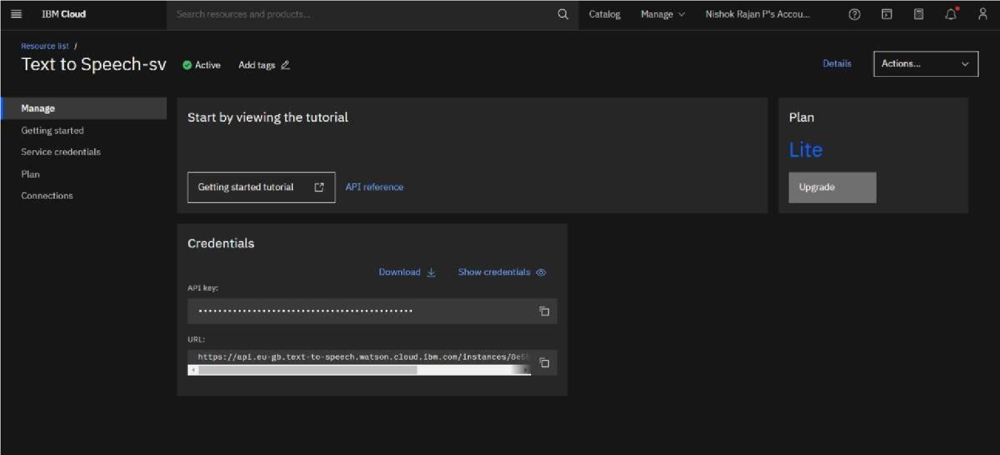 IBM Cloud
Search resources and products...
Catalog
Manage
Nishok Rajan P's Accou...
Resource list /
Text to Speech-sv
Active
Add tags
Details
Actions...
Manage
Getting started
Service credentials
Plan
Connections
Start by viewing the tutorial
Getting started tutorial
API reference
Plan
Lite
Upgrade
Credentials
Download
Show credentials
API key:
••••••••••••••••••••••••••••••••••••••••••••
URL:
https://api.eu-gb.text-to-speech.watson.cloud.ibm.com/instances/8e5